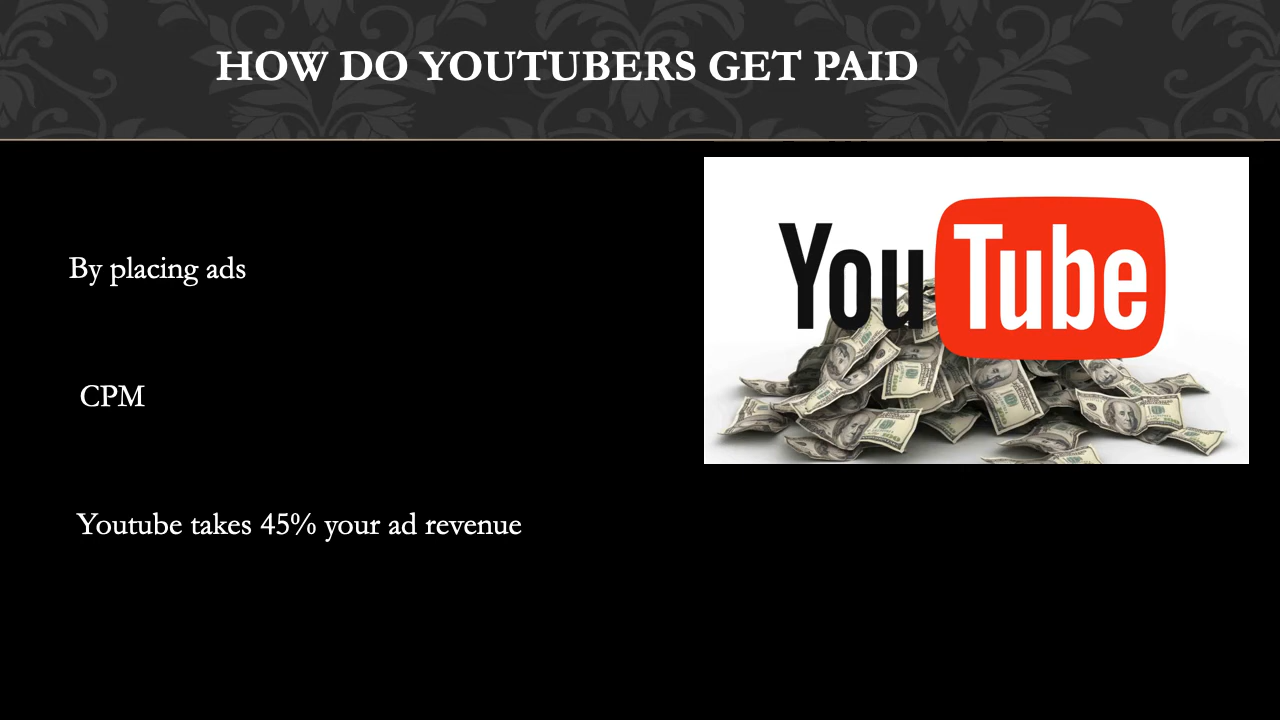 HOW DO YOUTUBERS GET PAID
By placing ads
YouTube
CPM
Youtube takes 45% your ad revenue